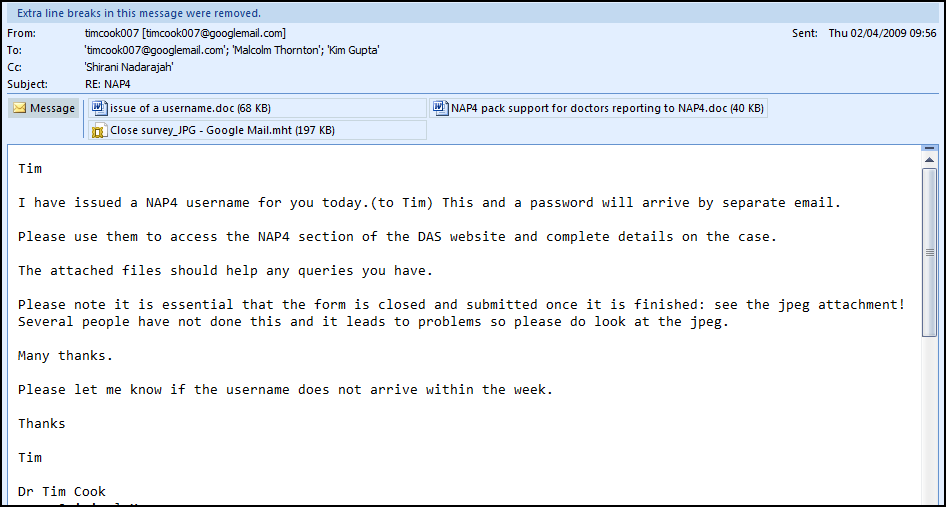 Extra line breaks in this message were removed.
From: timcook007 [timcook007@googlemail.com] Sent: Thu 02/04/2009 09:56
To: 'timcook007@googlemail.com'; 'Malcolm Thornton'; 'Kim Gupta'
Cc: 'Shirani Nadarajah'
Subject: RE: NAP4
Message issue of a username.doc (68 KB) NAP4 pack support for doctors reporting to NAP4.doc (40 KB)
Close survey_JPG - Google Mail.mht (197 KB)
Tim
I have issued a NAP4 username for you today.(to Tim) This and a password will arrive by separate email.
Please use them to access the NAP4 section of the DAS website and complete details on the case.
The attached files should help any queries you have.
Please note it is essential that the form is closed and submitted once it is finished: see the jpeg attachment!
Several people have not done this and it leads to problems so please do look at the jpeg.
Many thanks.
Please let me know if the username does not arrive within the week.
Thanks
Tim
Dr Tim Cook